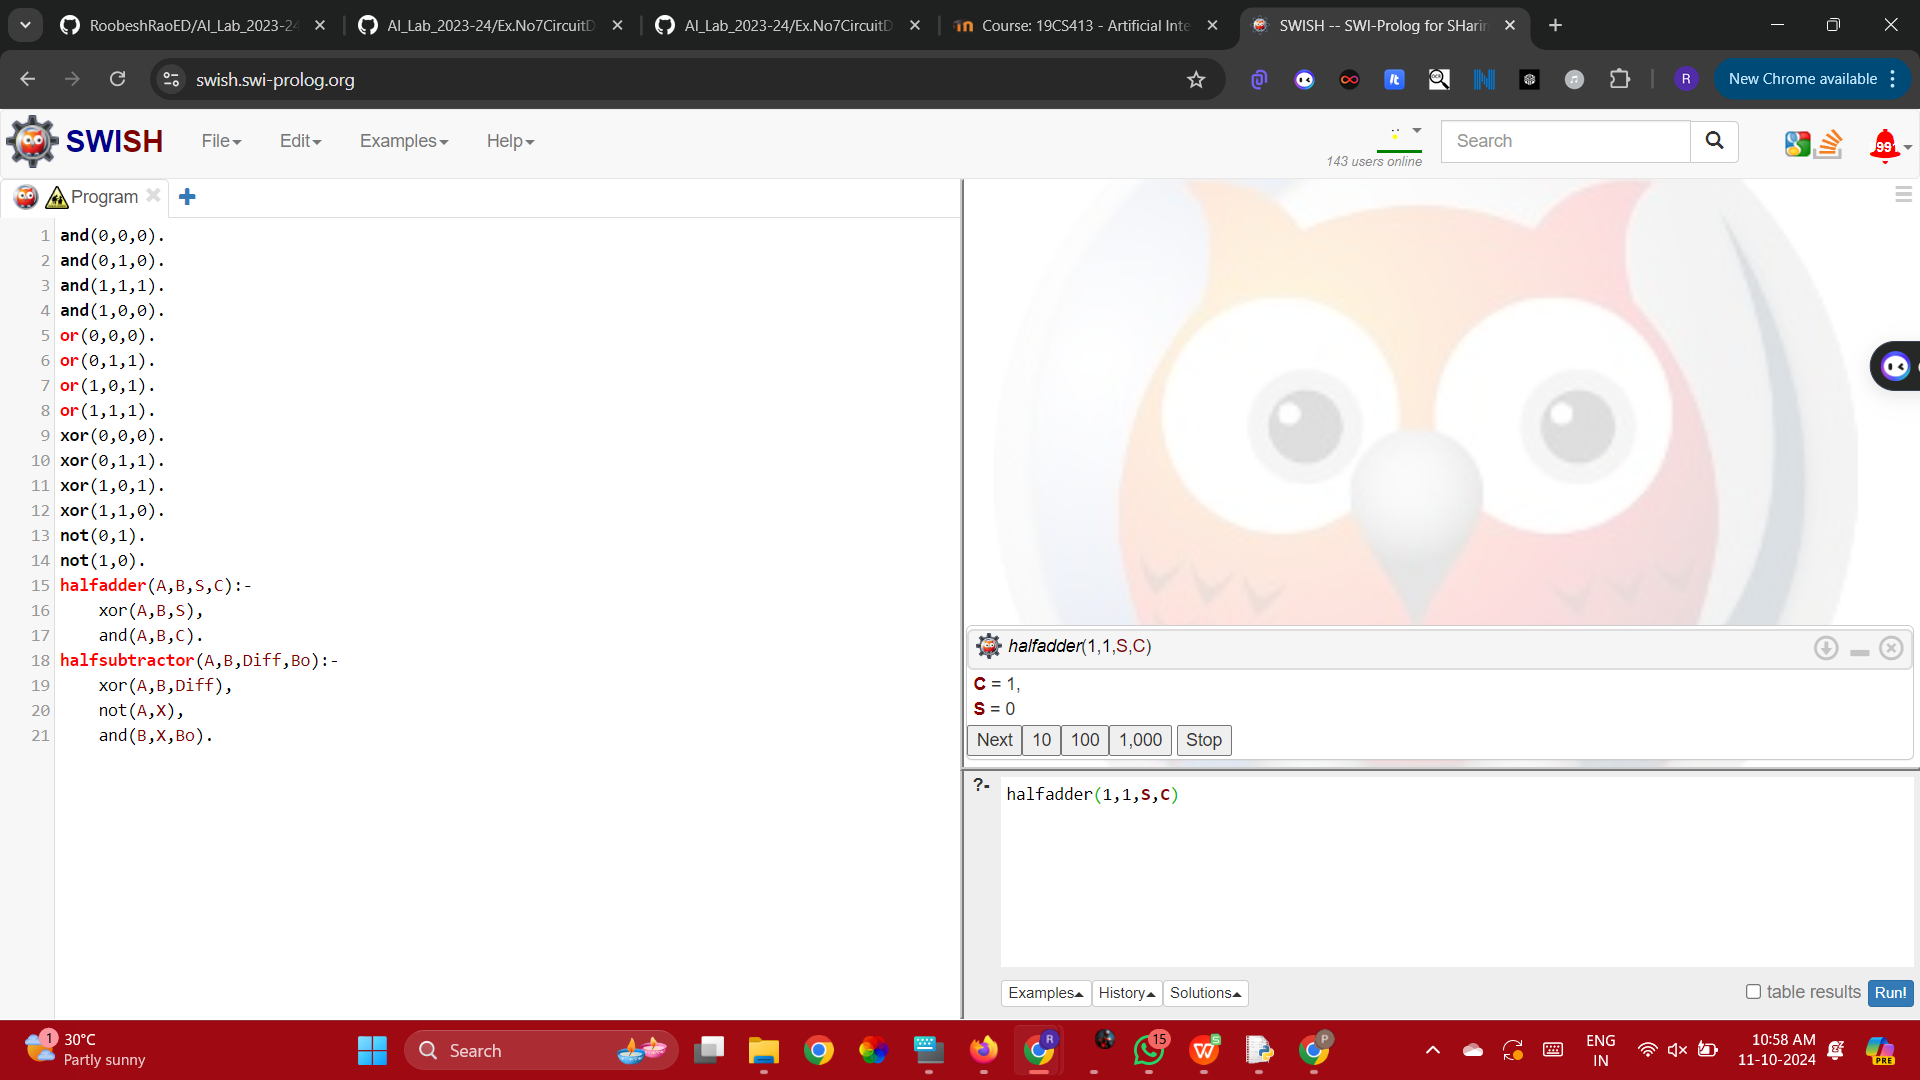 RoobeshRaoED/AI_Lab_2023-24
AI_Lab_2023-24/Ex.No7CircuitD
AI_Lab_2023-24/Ex.No7CircuitD
Course: 19CS413 - Artificial Inte
SWISH -- SWI-Prolog for SHarin
swish.swi-prolog.org
R
New Chrome available
SWISH
File
Edit
Examples
Help
143 users online
Search
99
Program
1 and(0,0,0).
2 and(0,1,0).
3 and(1,1,1).
4 and(1,0,0).
5 or(0,0,0).
6 or(0,1,1).
7 or(1,0,1).
8 or(1,1,1).
9 xor(0,0,0).
10 xor(0,1,1).
11 xor(1,0,1).
12 xor(1,1,0).
13 not(0,1).
14 not(1,0).
15 halfadder(A,B,S,C):-
16 xor(A,B,S),
17 and(A,B,C).
18 halfsubtractor(A,B,Diff,Bo):-
19 xor(A,B,Diff),
20 not(A,X),
21 and(B,X,Bo).
halfadder(1,1,S,C)
C = 1,
S = 0
Next 10 100 1,000 Stop
?- halfadder(1,1,S,C)
Examples History Solutions
table results Run!
1
30°C
Partly sunny
Search
R
15
S
P
ENG
IN
10:58 AM
11-10-2024
PRE